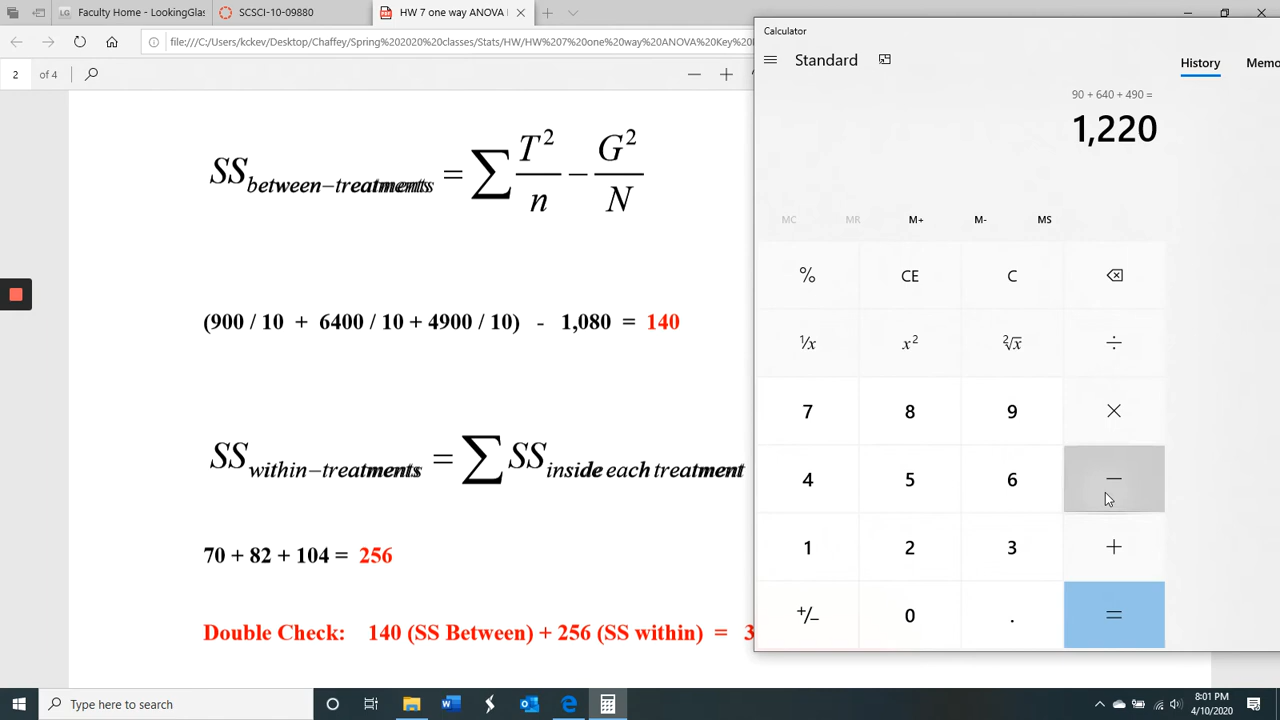 Faculty Home - LookingGlas
SCSCI-10-09880
HW 7 one way ANOVA
file:///C:/Users/kckev/Desktop/Chaffey/Spring%202020%20classes/Stats/HW/HW%207%20one%20way%20ANOVA%20Key%20
2 of 4
SS between-treatments = ∑ T² / n − G² / N
(900 / 10 + 6400 / 10 + 4900 / 10) - 1,080 = 140
SS within-treatments = ∑ SS inside each treatment
70 + 82 + 104 = 256
Double Check: 140 (SS Between) + 256 (SS within) = 3
Calculator
Standard
History Memo
90 + 640 + 490 =
1,220
MC MR M+ M- MS
% CE C
⅟x x² ²√x ÷
7 8 9 ×
4 5 6 −
1 2 3 +
+/− 0 . =
Type here to search
8:01 PM
4/10/2020